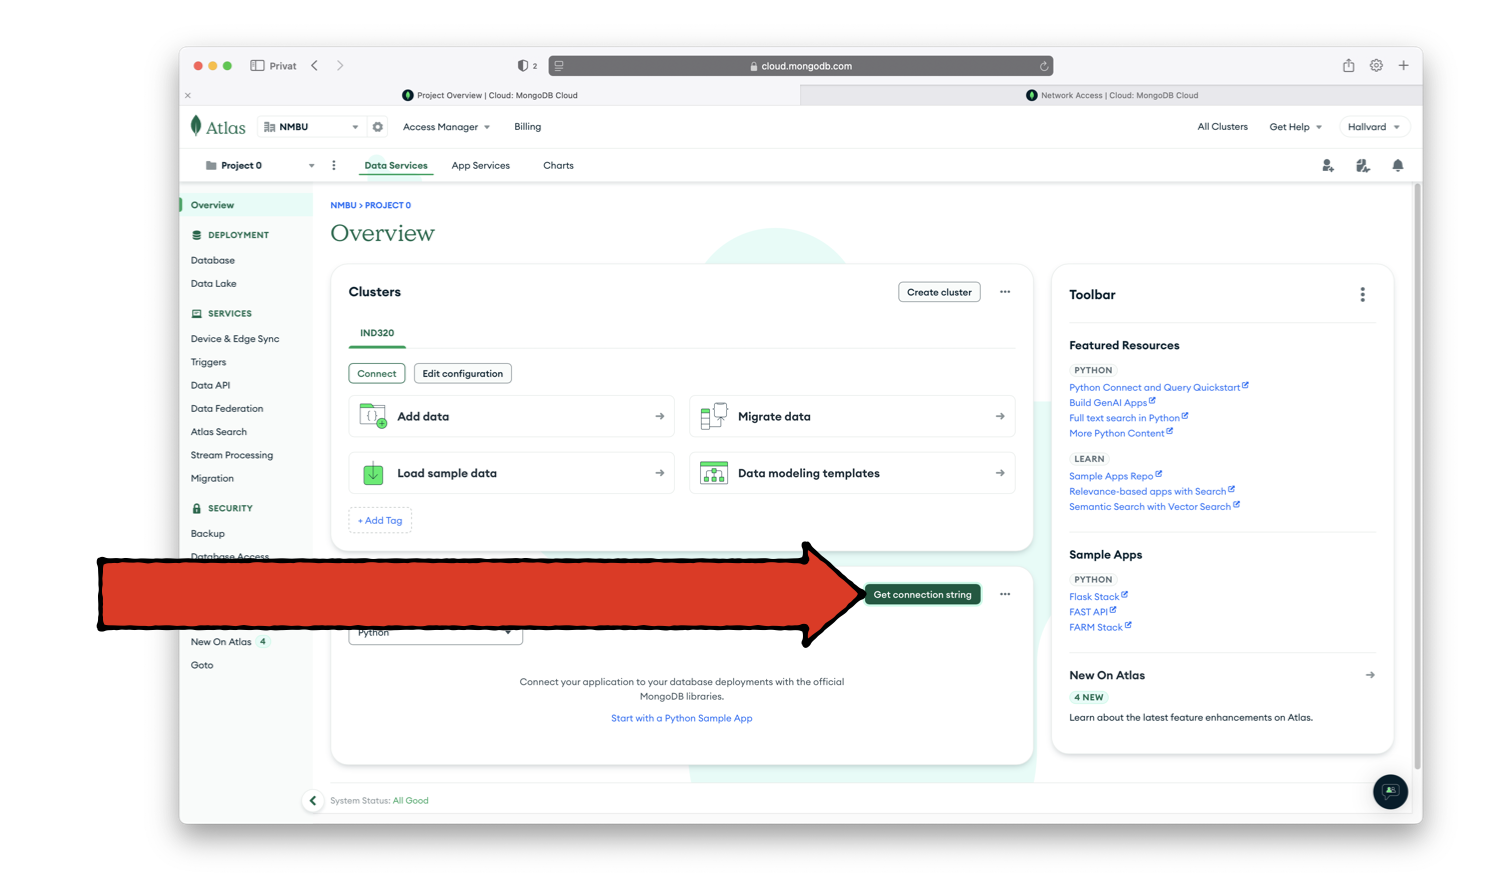 Privat
2
cloud.mongodb.com
Project Overview | Cloud: MongoDB Cloud
Network Access | Cloud: MongoDB Cloud
Atlas
NMBU
Access Manager
Billing
All Clusters
Get Help
Hallvard
Project 0
Data Services
App Services
Charts
Overview
DEPLOYMENT
Database
Data Lake
SERVICES
Device & Edge Sync
Triggers
Data API
Data Federation
Atlas Search
Stream Processing
Migration
SECURITY
Backup
Database Access
New On Atlas 4
Goto
NMBU > PROJECT 0
Overview
Clusters
Create cluster
IND320
Connect
Edit configuration
Add data
Migrate data
Load sample data
Data modeling templates
+ Add Tag
Get connection string
Python
Connect your application to your database deployments with the official
MongoDB libraries.
Start with a Python Sample App
System Status: All Good
Toolbar
Featured Resources
PYTHON
Python Connect and Query Quickstart
Build GenAI Apps
Full text search in Python
More Python Content
LEARN
Sample Apps Repo
Relevance-based apps with Search
Semantic Search with Vector Search
Sample Apps
PYTHON
Flask Stack
FAST API
FARM Stack
New On Atlas
4 NEW
Learn about the latest feature enhancements on Atlas.